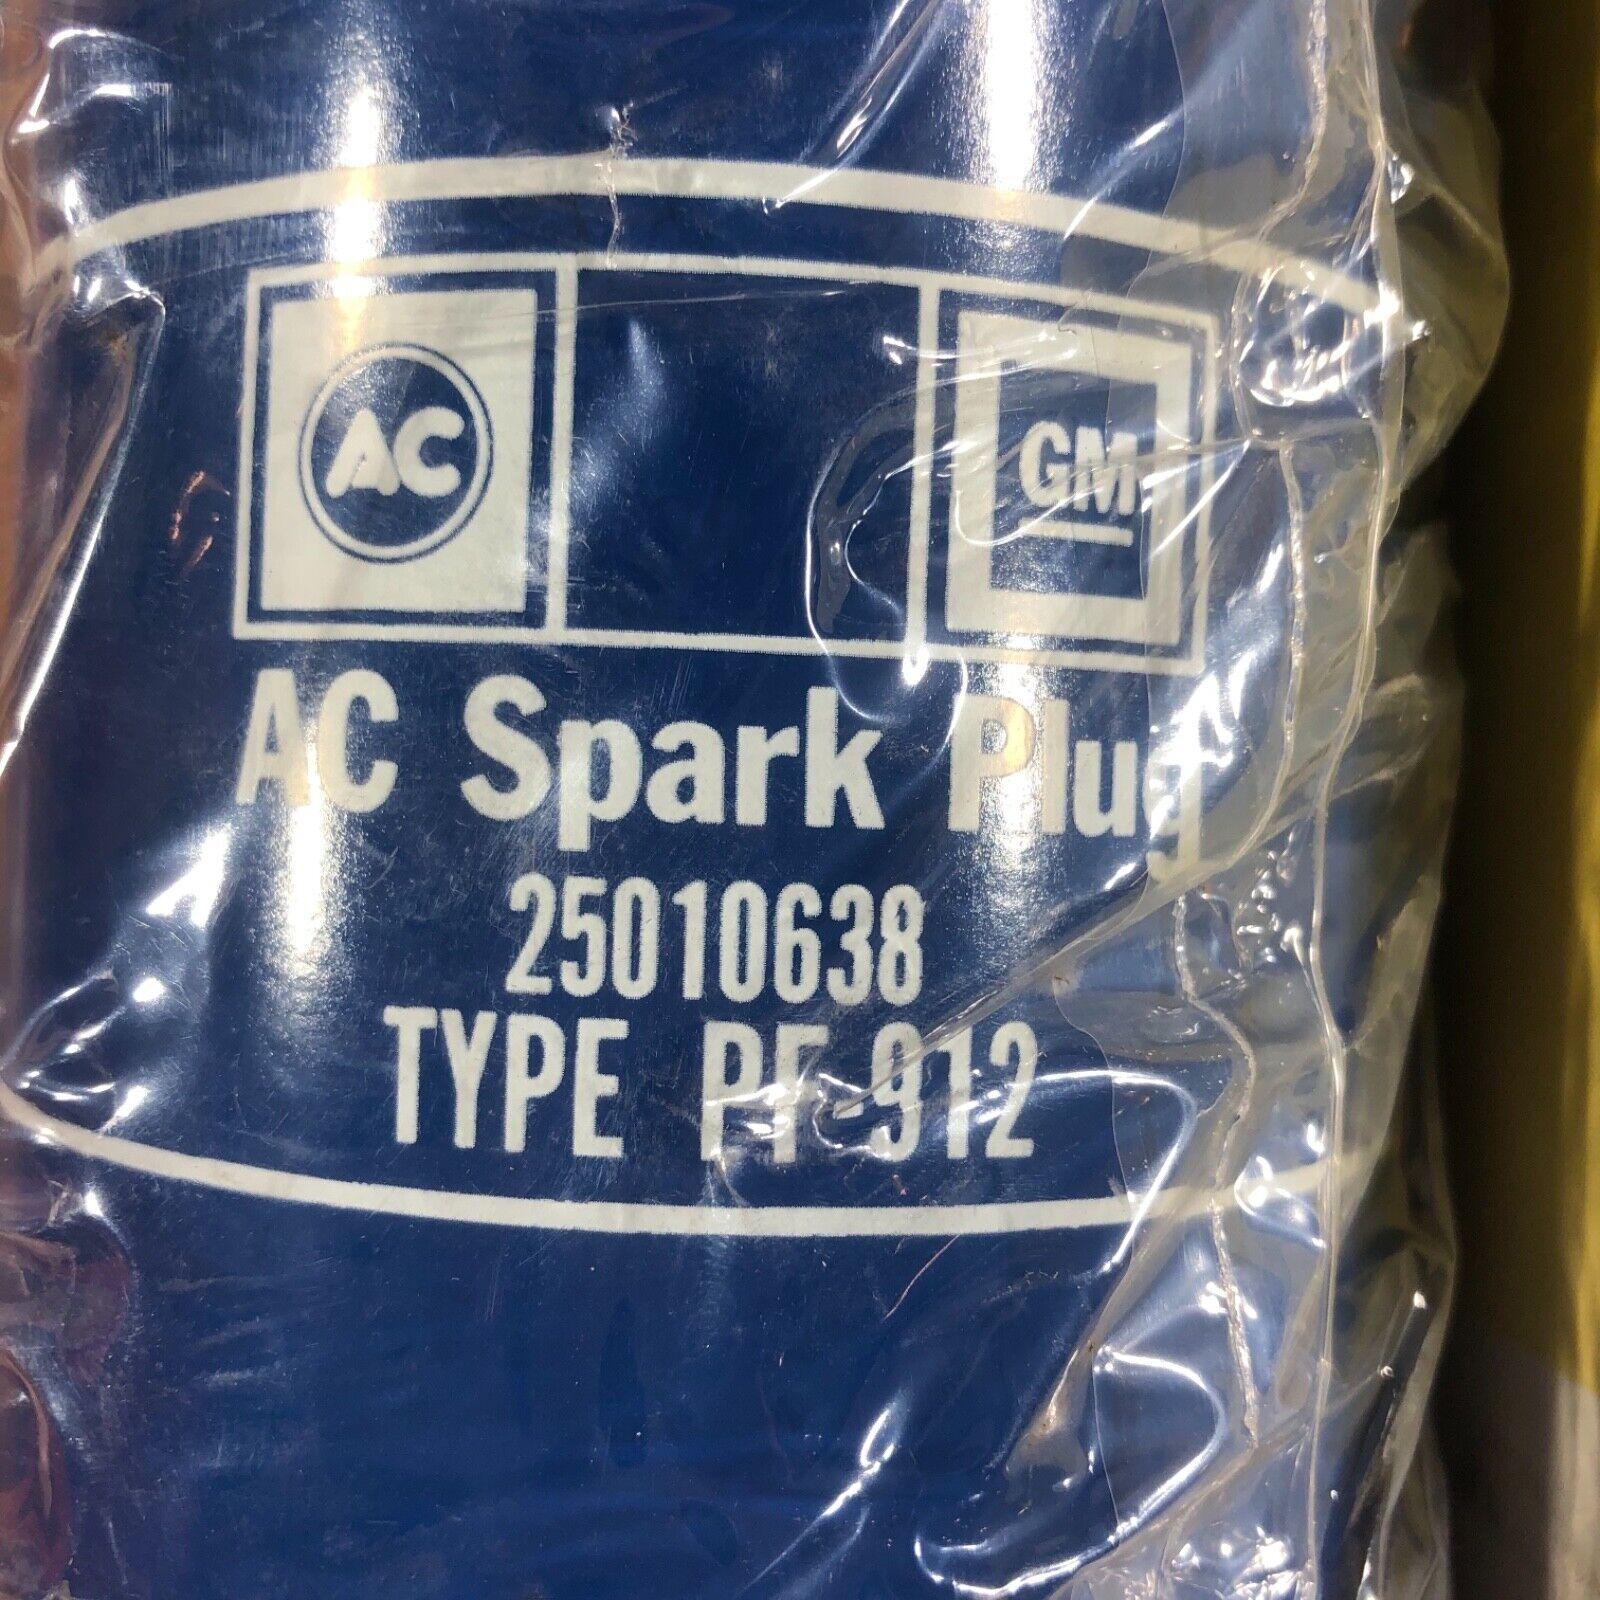 AC GM
AC Spark Plug
25010638
TYPE PF-912